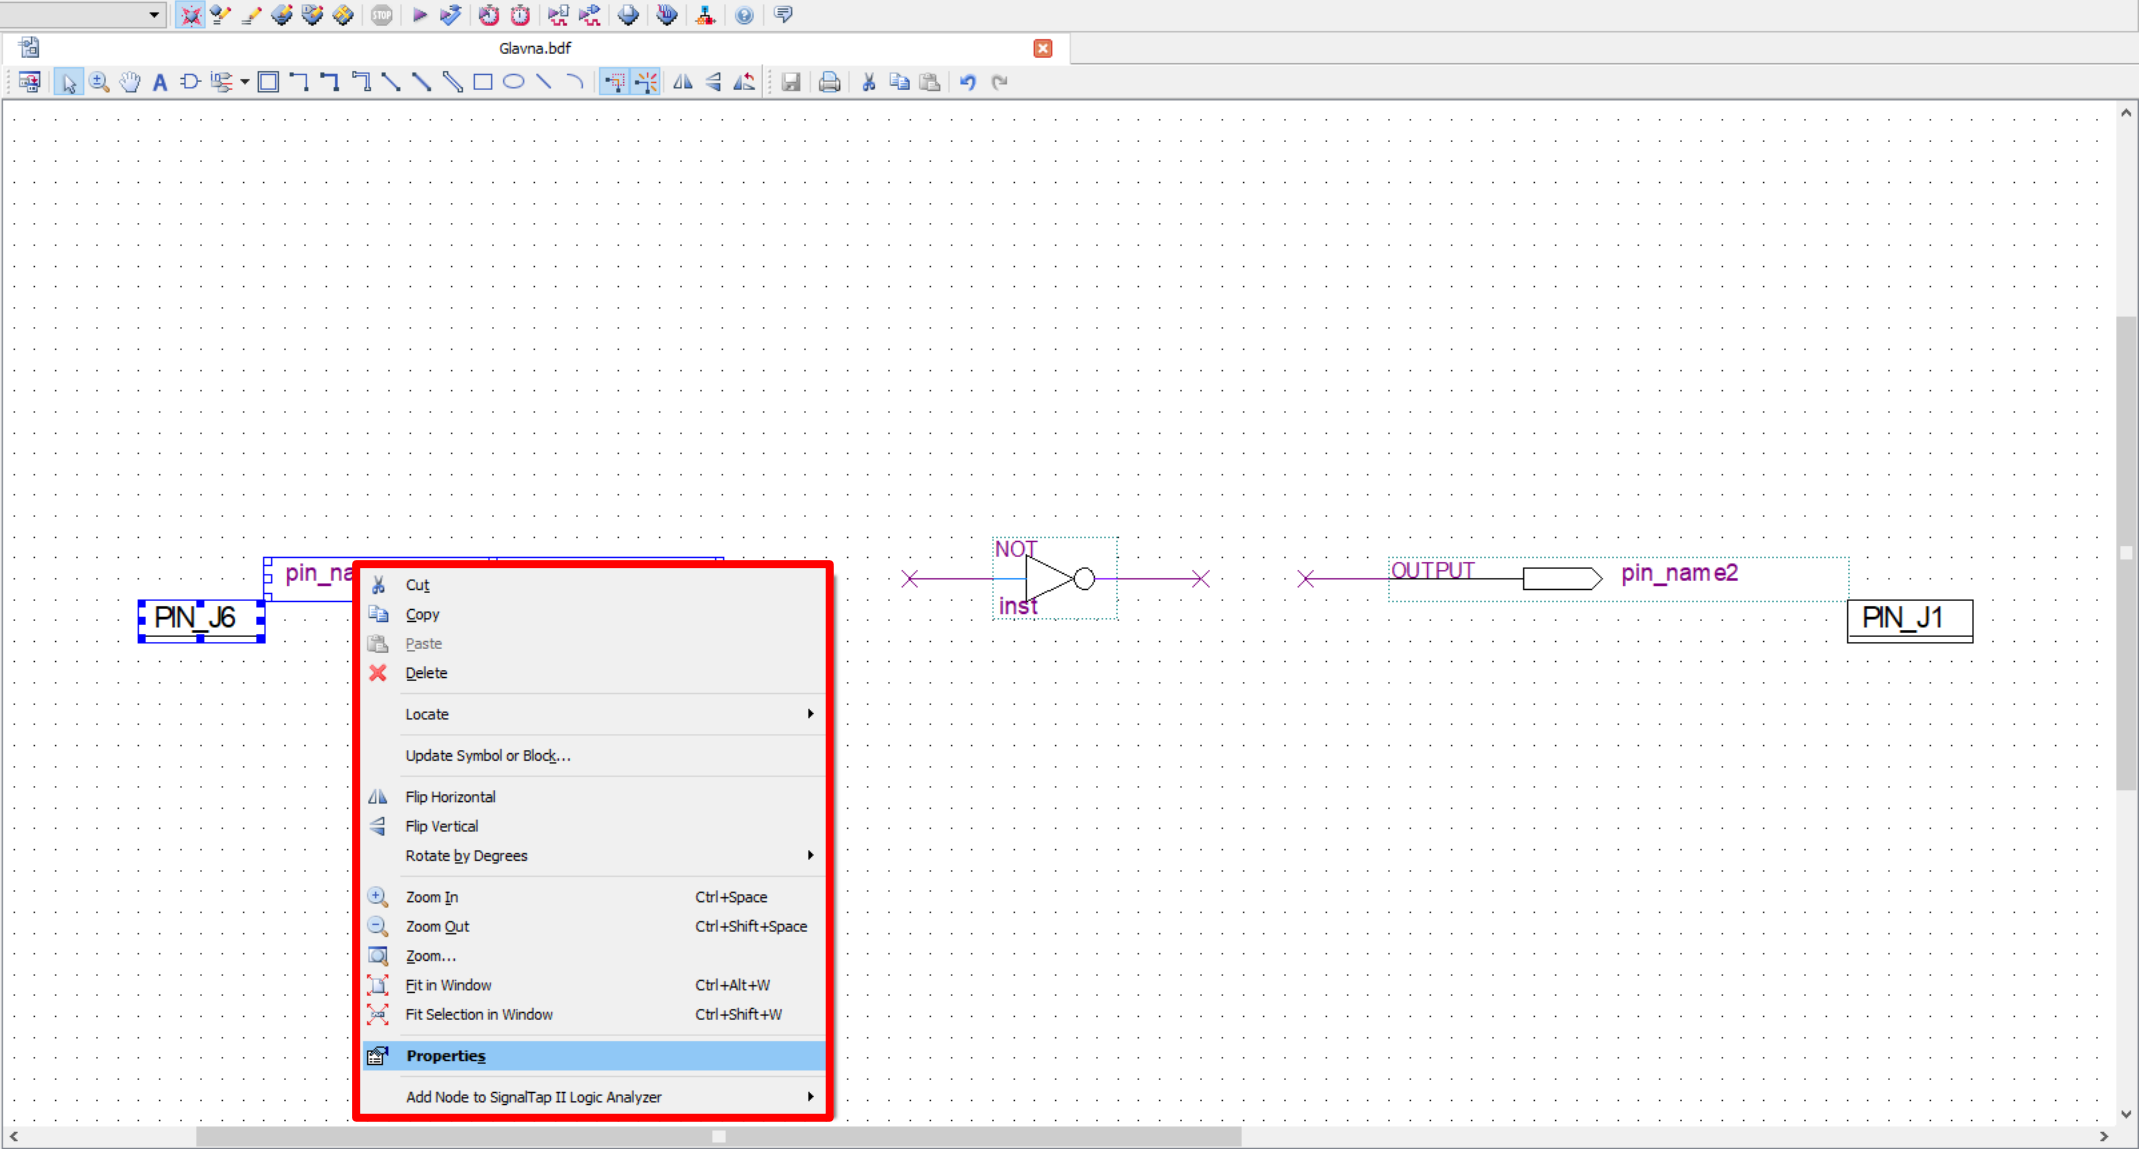 STOP
Glavna.bdf
A
NOT
inst
OUTPUT
pin_name2
pin_na
PIN_J6
PIN_J1
Cut
Copy
Paste
Delete
Locate
Update Symbol or Block...
Flip Horizontal
Flip Vertical
Rotate by Degrees
Zoom In Ctrl+Space
Zoom Out Ctrl+Shift+Space
Zoom...
Fit in Window Ctrl+Alt+W
Fit Selection in Window Ctrl+Shift+W
Properties
Add Node to SignalTap II Logic Analyzer